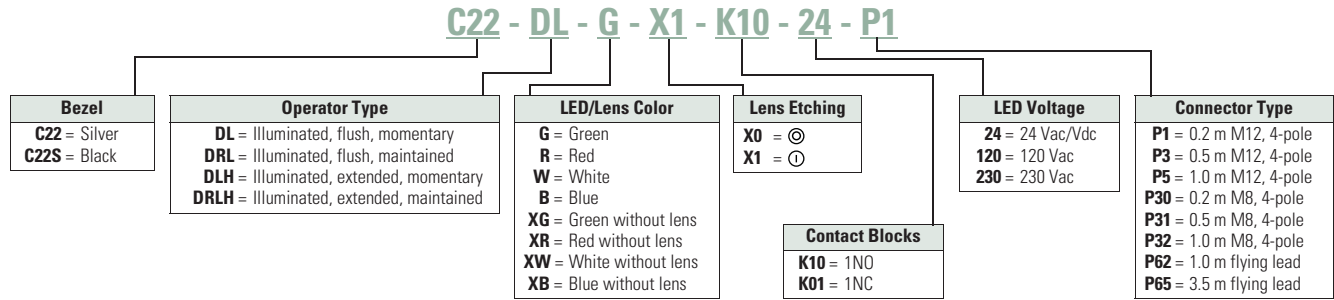 C22 - DL - G - X1 - K10 - 24 - P1
Bezel
C22 = Silver
C22S = Black
Operator Type
DL = Illuminated, flush, momentary
DRL = Illuminated, flush, maintained
DLH = Illuminated, extended, momentary
DRLH = Illuminated, extended, maintained
LED/Lens Color
G = Green
R = Red
W = White
B = Blue
XG = Green without lens
XR = Red without lens
XW = White without lens
XB = Blue without lens
Lens Etching
X0 =
X1 =
Contact Blocks
K10 = 1NO
K01 = 1NC
LED Voltage
24 = 24 Vac/Vdc
120 = 120 Vac
230 = 230 Vac
Connector Type
P1 = 0.2 m M12, 4-pole
P3 = 0.5 m M12, 4-pole
P5 = 1.0 m M12, 4-pole
P30 = 0.2 m M8, 4-pole
P31 = 0.5 m M8, 4-pole
P32 = 1.0 m M8, 4-pole
P62 = 1.0 m flying lead
P65 = 3.5 m flying lead